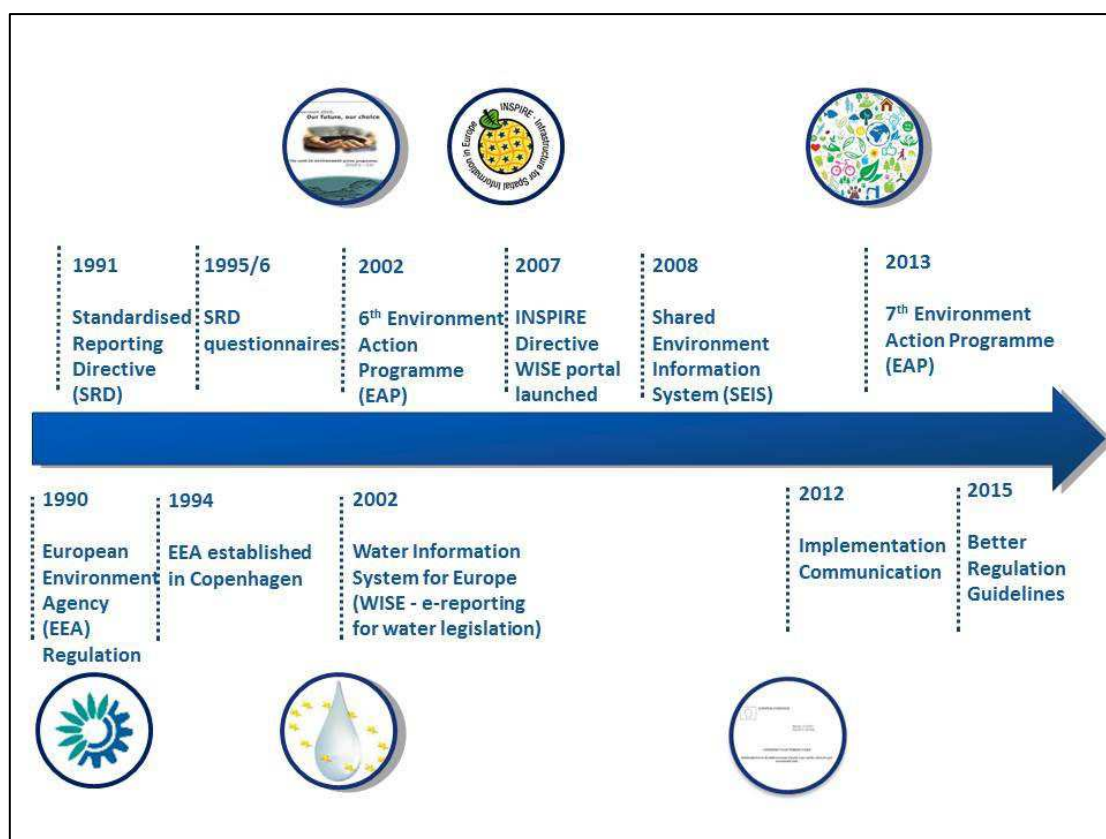 Our future, our choice
INSPIRE - Infrastructure for Spatial Information in Europe
1991
Standardised
Reporting
Directive
(SRD)
1995/6
SRD
questionnaires
2002
6th Environment
Action
Programme
(EAP)
2007
INSPIRE
Directive
WISE portal
launched
2008
Shared
Environment
Information
System (SEIS)
2013
7th Environment
Action Programme
(EAP)
1990
European
Environment
Agency
(EEA)
Regulation
1994
EEA established
in Copenhagen
2002
Water Information
System for Europe
(WISE - e-reporting
for water legislation)
2012
Implementation
Communication
2015
Better
Regulation
Guidelines